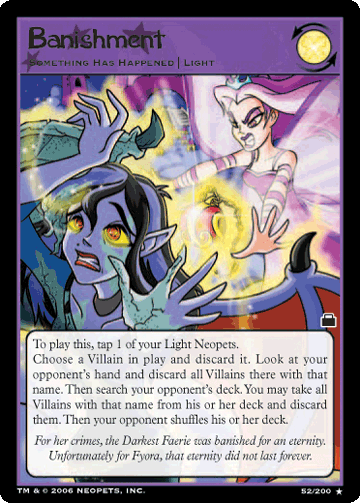 Banishment
Something Has Happened | Light
To play this, tap 1 of your Light Neopets.
Choose a Villain in play and discard it. Look at your
opponent's hand and discard all Villains there with that
name. Then search your opponent's deck. You may take all
Villains with that name from his or her deck and discard
them. Then your opponent shuffles his or her deck.
For her crimes, the Darkest Faerie was banished for an eternity.
Unfortunately for Fyora, that eternity did not last forever.
TM & © 2006 NEOPETS, INC. 52/200 ★